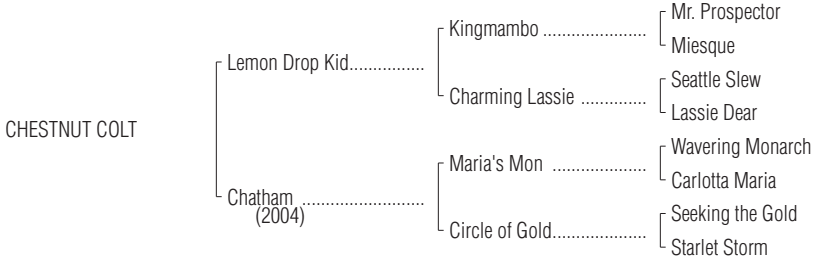 Mr. Prospector
Kingmambo ......................
Miesque
Lemon Drop Kid................
Seattle Slew
Charming Lassie ..............
Lassie Dear
CHESTNUT COLT
Wavering Monarch
Maria's Mon ....................
Carlotta Maria
Chatham ..........................
(2004)
Seeking the Gold
Circle of Gold....................
Starlet Storm